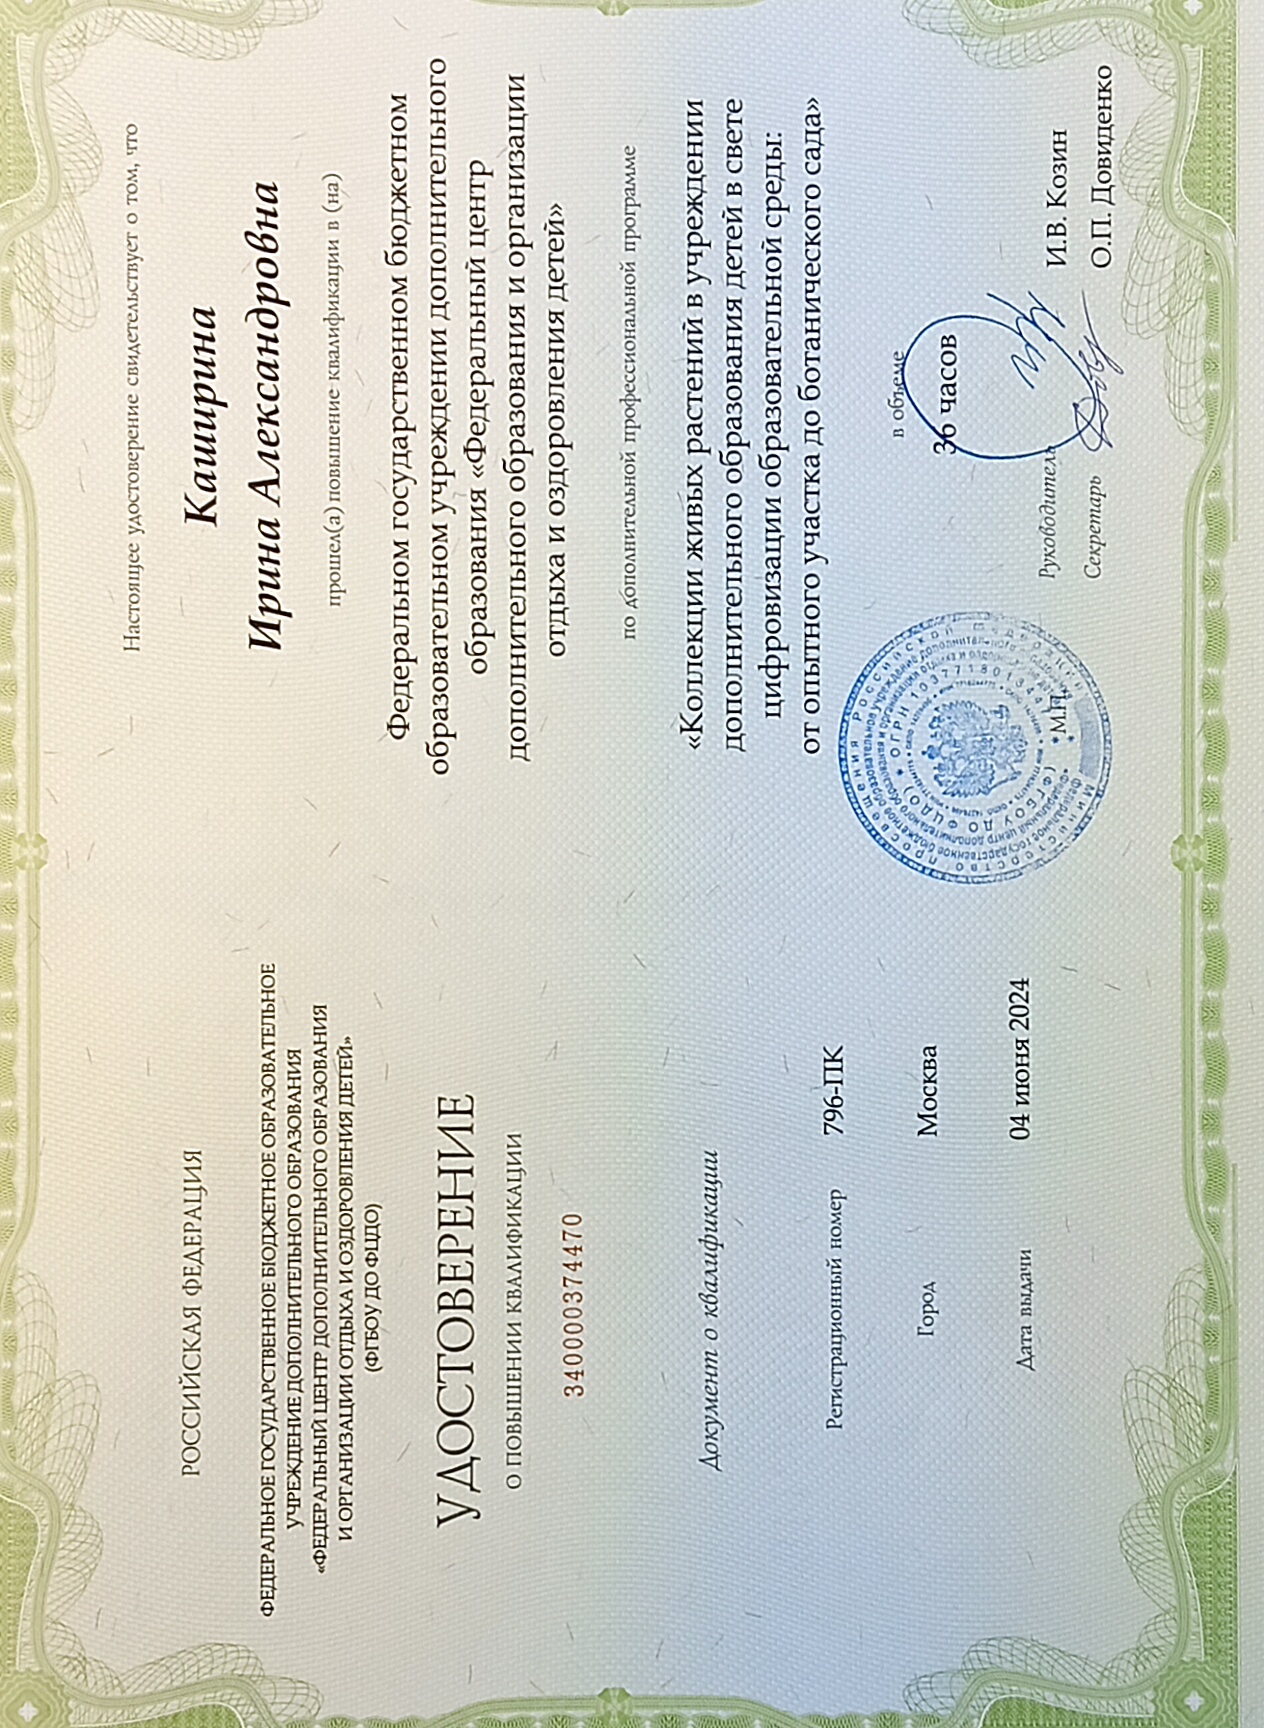 РОССИЙСКАЯ ФЕДЕРАЦИЯ
ФЕДЕРАЛЬНОЕ ГОСУДАРСТВЕННОЕ БЮДЖЕТНОЕ ОБРАЗОВАТЕЛЬНОЕ
УЧРЕЖДЕНИЕ ДОПОЛНИТЕЛЬНОГО ОБРАЗОВАНИЯ
«ФЕДЕРАЛЬНЫЙ ЦЕНТР ДОПОЛНИТЕЛЬНОГО ОБРАЗОВАНИЯ
И ОРГАНИЗАЦИИ ОТДЫХА И ОЗДОРОВЛЕНИЯ ДЕТЕЙ»
(ФГБОУ ДО ФЦДО)
УДОСТОВЕРЕНИЕ
О ПОВЫШЕНИИ КВАЛИФИКАЦИИ
340000374470
Документ о квалификации
Регистрационный номер 796-ПК
Город Москва
Дата выдачи 04 июня 2024
Настоящее удостоверение свидетельствует о том, что
Каширина
Ирина Александровна
прошел(а) повышение квалификации в (на)
Федеральном государственном бюджетном
образовательном учреждении дополнительного
образования «Федеральный центр
дополнительного образования и организации
отдыха и оздоровления детей»
по дополнительной профессиональной программе
«Коллекции живых растений в учреждении
дополнительного образования детей в свете
цифровизации образовательной среды:
от опытного участка до ботанического сада»
в объеме
36 часов
Руководитель И.В. Козин
М.П.
Секретарь О.П. Довиденко